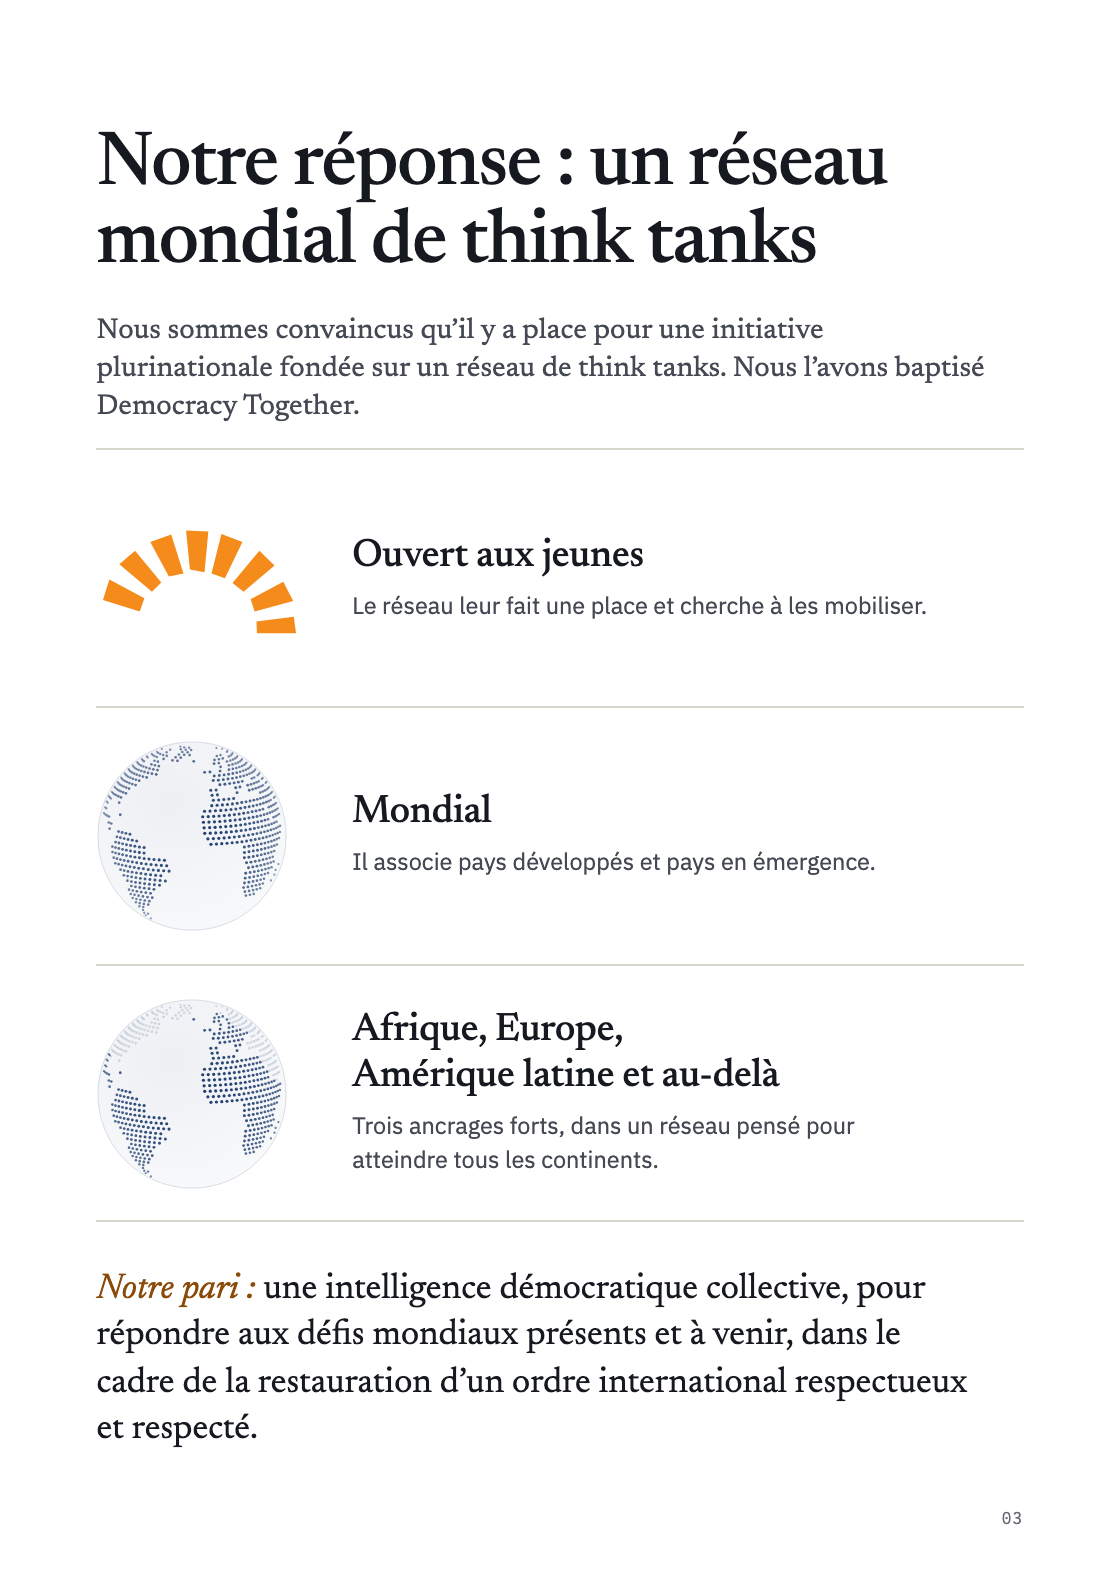 Notre réponse : un réseau
mondial de think tanks
Nous sommes convaincus qu’il y a place pour une initiative
plurinationale fondée sur un réseau de think tanks. Nous l’avons baptisé
Democracy Together.
Ouvert aux jeunes
Le réseau leur fait une place et cherche à les mobiliser.
Mondial
Il associe pays développés et pays en émergence.
Afrique, Europe,
Amérique latine et au-delà
Trois ancrages forts, dans un réseau pensé pour
atteindre tous les continents.
Notre pari : une intelligence démocratique collective, pour
répondre aux défis mondiaux présents et à venir, dans le
cadre de la restauration d’un ordre international respectueux
et respecté.
03